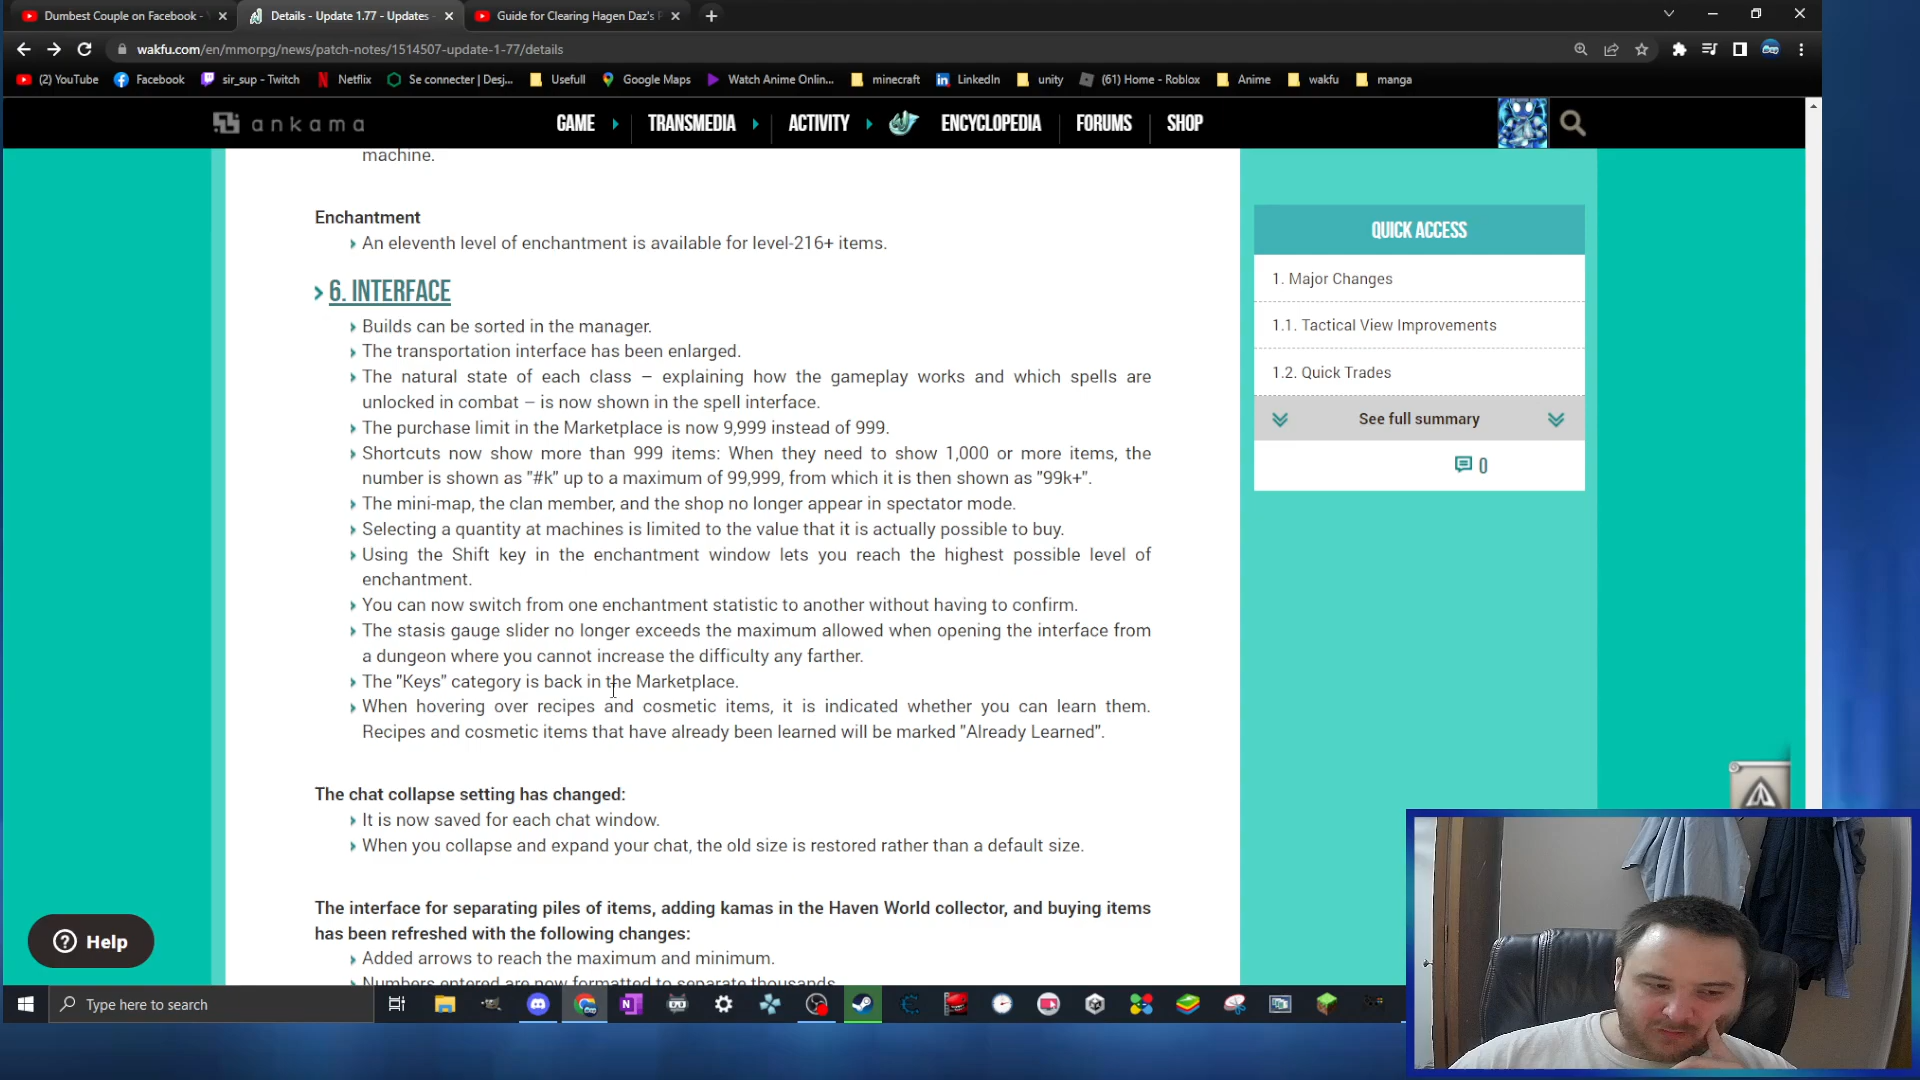 Dumbest Couple on Facebook -
Details - Update 1.77 - Updates -
Guide for Clearing Hagen Daz's
wakfu.com/en/mmorpg/news/patch-notes/1514507-update-1-77/details
(2) YouTube
Facebook
sir_sup - Twitch
Netflix
Se connecter | Desj...
Usefull
Google Maps
Watch Anime Onlin...
minecraft
LinkedIn
unity
(61) Home - Roblox
Anime
wakfu
manga
ankama
GAME
TRANSMEDIA
ACTIVITY
ENCYCLOPEDIA
FORUMS
SHOP
machine.
Enchantment
An eleventh level of enchantment is available for level-216+ items.
6. INTERFACE
Builds can be sorted in the manager.
The transportation interface has been enlarged.
The natural state of each class – explaining how the gameplay works and which spells are
unlocked in combat – is now shown in the spell interface.
The purchase limit in the Marketplace is now 9,999 instead of 999.
Shortcuts now show more than 999 items: When they need to show 1,000 or more items, the
number is shown as "#k" up to a maximum of 99,999, from which it is then shown as "99k+".
The mini-map, the clan member, and the shop no longer appear in spectator mode.
Selecting a quantity at machines is limited to the value that it is actually possible to buy.
Using the Shift key in the enchantment window lets you reach the highest possible level of
enchantment.
You can now switch from one enchantment statistic to another without having to confirm.
The stasis gauge slider no longer exceeds the maximum allowed when opening the interface from
a dungeon where you cannot increase the difficulty any farther.
The "Keys" category is back in the Marketplace.
When hovering over recipes and cosmetic items, it is indicated whether you can learn them.
Recipes and cosmetic items that have already been learned will be marked "Already Learned".
The chat collapse setting has changed:
It is now saved for each chat window.
When you collapse and expand your chat, the old size is restored rather than a default size.
The interface for separating piles of items, adding kamas in the Haven World collector, and buying items
has been refreshed with the following changes:
Added arrows to reach the maximum and minimum.
Numbers entered are now formatted to separate thousands.
QUICK ACCESS
1. Major Changes
1.1. Tactical View Improvements
1.2. Quick Trades
See full summary
0
Help
Type here to search